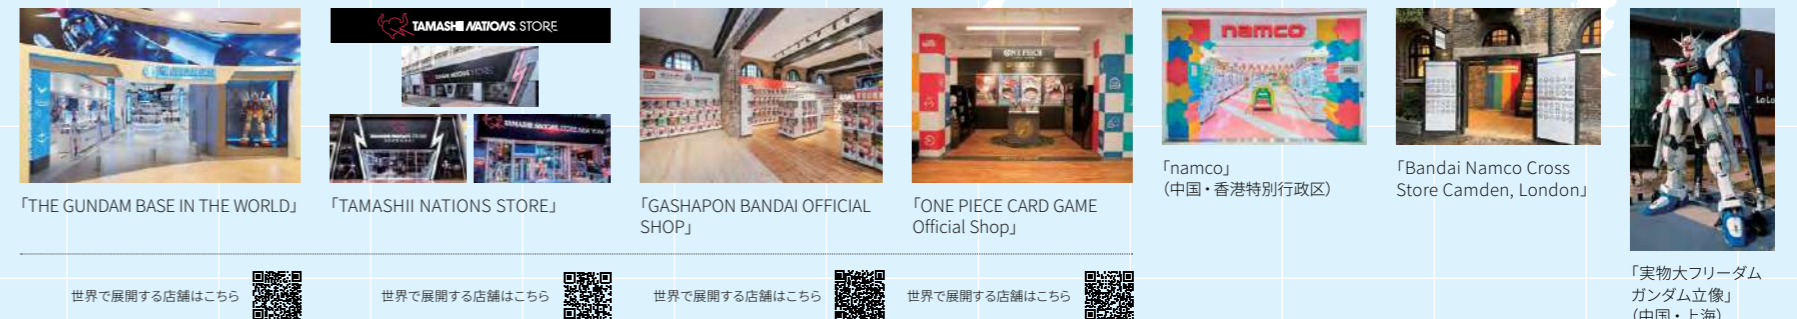 TAMASHII NATIONS STORE
namco
「THE GUNDAM BASE IN THE WORLD」
「TAMASHII NATIONS STORE」
「GASHAPON BANDAI OFFICIAL
SHOP」
「ONE PIECE CARD GAME
Official Shop」
「namco」
（中国・香港特別行政区）
「Bandai Namco Cross
Store Camden, London」
「実物大フリーダム
ガンダム立像」
（中国・上海）
世界で展開する店舗はこちら
世界で展開する店舗はこちら
世界で展開する店舗はこちら
世界で展開する店舗はこちら